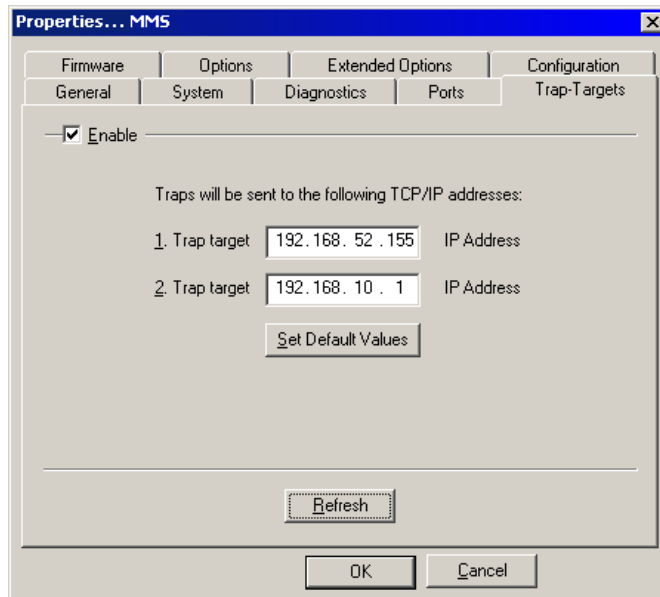 Properties... MMS
Firmware Options Extended Options Configuration
General System Diagnostics Ports Trap-Targets
Enable
Traps will be sent to the following TCP/IP addresses:
1. Trap target 192.168. 52 .155 IP Address
2. Trap target 192.168. 10 . 1 IP Address
Set Default Values
Refresh
OK Cancel